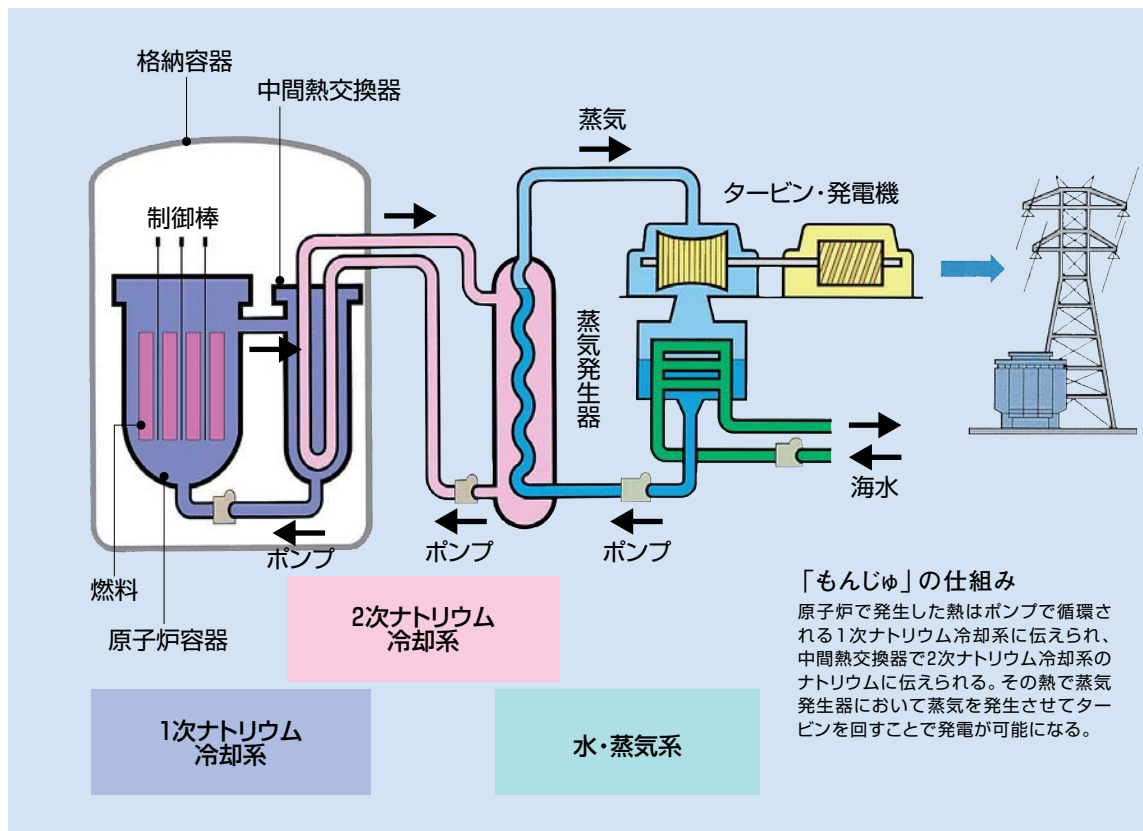 格納容器
中間熱交換器
制御棒
蒸気
タービン・発電機
蒸気発生器
海水
ポンプ
ポンプ
ポンプ
燃料
原子炉容器
2次ナトリウム
冷却系
1次ナトリウム
冷却系
水・蒸気系
「もんじゅ」の仕組み
原子炉で発生した熱はポンプで循環さ
れる1次ナトリウム冷却系に伝えられ、
中間熱交換器で2次ナトリウム冷却系の
ナトリウムに伝えられる。その熱で蒸気
発生器において蒸気を発生させてター
ビンを回すことで発電が可能になる。